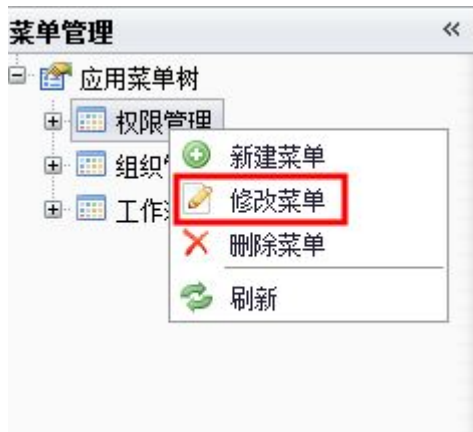 菜单管理 «
应用菜单树
权限管理
新建菜单
组织
修改菜单
工作
删除菜单
刷新